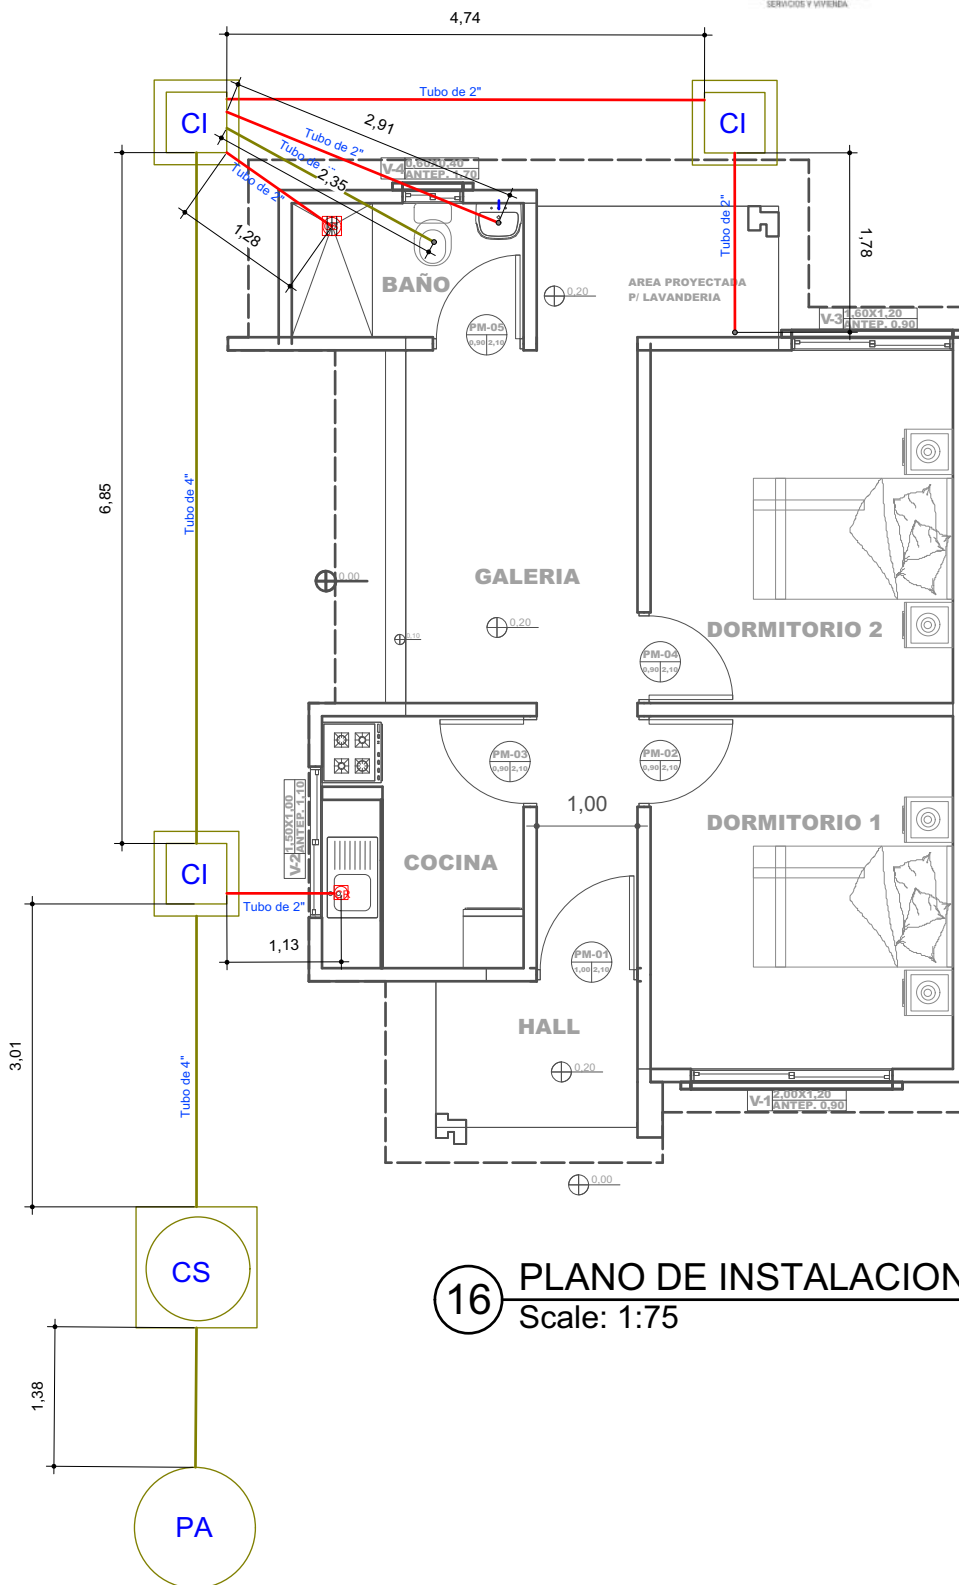 SERVICIOS Y VIVIENDA
4,74
Tubo de 2"
CI
CI
2,91
Tubo de 2"
Tubo de ...
2,35
Tubo de 2"
1,28
V-4
0,60X0,40
ANTEP. 1,70
Tubo de 2"
1,78
BAÑO
AREA PROYECTADA
P/ LAVANDERIA
0,20
PM-05
0,90 2,10
V-3
1,60X1,20
ANTEP. 0,90
6,85
Tubo de 4"
0,00
GALERIA
0,20
0,10
DORMITORIO 2
PM-04
0,90 2,10
PM-03
0,90 2,10
PM-02
0,90 2,10
V-2
1,50X1,00
ANTEP. 1,10
1,00
DORMITORIO 1
COCINA
CI
Tubo de 2"
1,13
PM-01
1,00 2,10
HALL
3,01
Tubo de 4"
0,20
V-1
2,00X1,20
ANTEP. 0,90
0,00
CS
16
PLANO DE INSTALACION
Scale: 1:75
1,38
PA